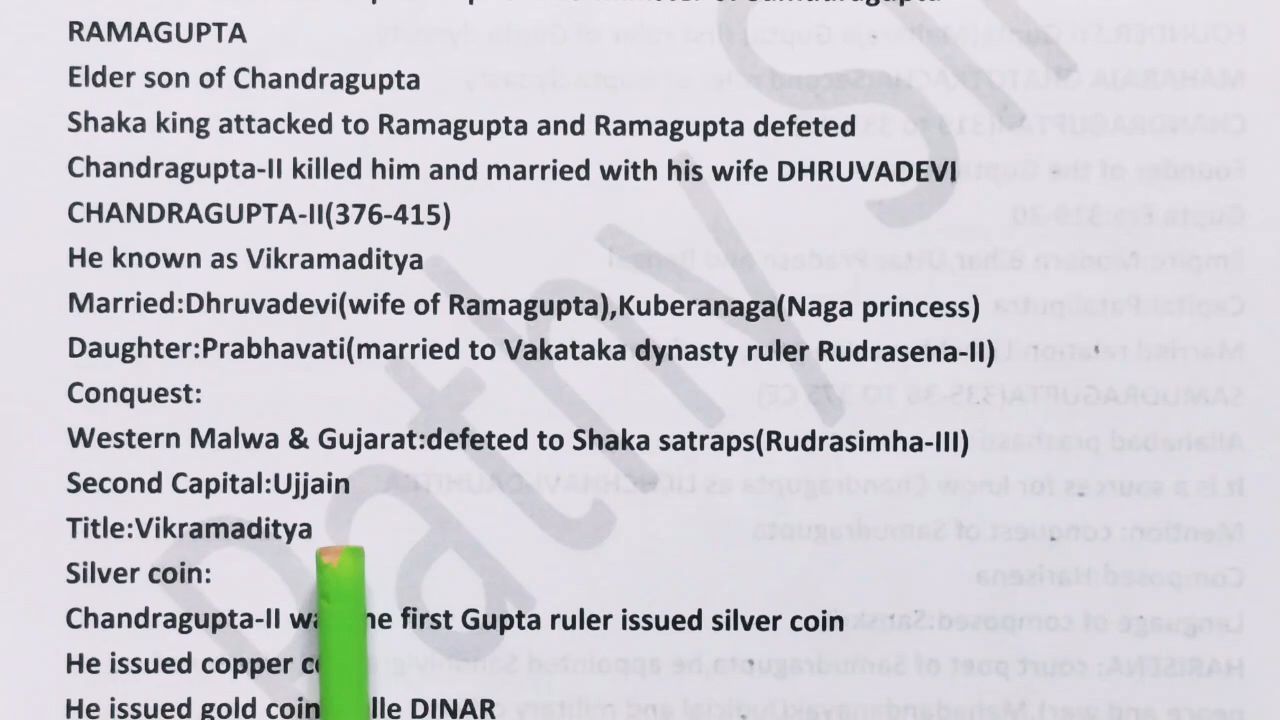 RAMAGUPTA
Elder son of Chandragupta
Shaka king attacked to Ramagupta and Ramagupta defeted
Chandragupta-II killed him and married with his wife DHRUVADEVI
CHANDRAGUPTA-II(376-415)
He known as Vikramaditya
Married:Dhruvadevi(wife of Ramagupta),Kuberanaga(Naga princess)
Daughter:Prabhavati(married to Vakataka dynasty ruler Rudrasena-II)
Conquest:
Western Malwa & Gujarat:defeted to Shaka satraps(Rudrasimha-III)
Second Capital:Ujjain
Title:Vikramaditya
Silver coin:
Chandragupta-II first Gupta ruler issued silver coin
He issued copper
He issued gold coin DINAR